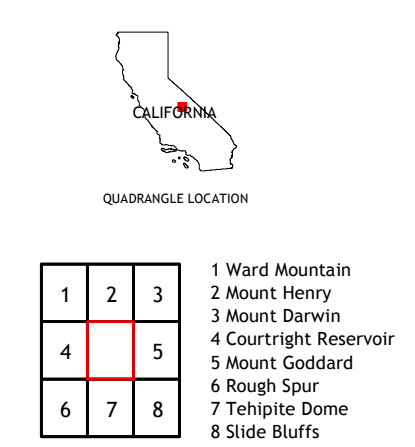 CALIFORNIA
QUADRANGLE LOCATION
1 2 3
4 5
6 7 8
1 Ward Mountain
2 Mount Henry
3 Mount Darwin
4 Courtright Reservoir
5 Mount Goddard
6 Rough Spur
7 Tehipite Dome
8 Slide Bluffs